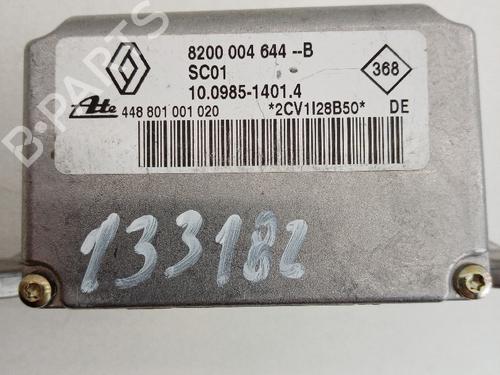 8200 004 644 --B
SC01
368
10.0985-1401.4
Ate
448 801 001 020
*2CV1I28B50*
DE
133182
B-PARTS